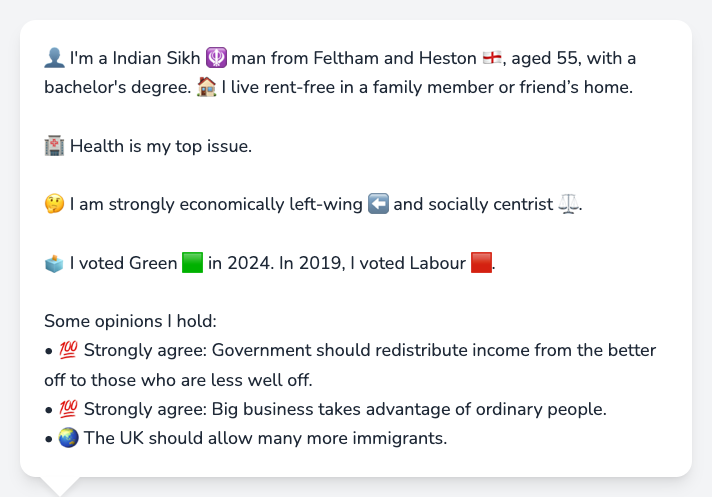 👤 I'm a Indian Sikh 🪯 man from Feltham and Heston 🏴󠁧󠁢󠁥󠁮󠁧󠁿, aged 55, with a
bachelor's degree. 🏠 I live rent-free in a family member or friend’s home.
🏥 Health is my top issue.
🤔 I am strongly economically left-wing ⬅️ and socially centrist ⚖️.
🗳️ I voted Green 🟩 in 2024. In 2019, I voted Labour 🟥.
Some opinions I hold:
• 💯 Strongly agree: Government should redistribute income from the better
off to those who are less well off.
• 💯 Strongly agree: Big business takes advantage of ordinary people.
• 🌏 The UK should allow many more immigrants.